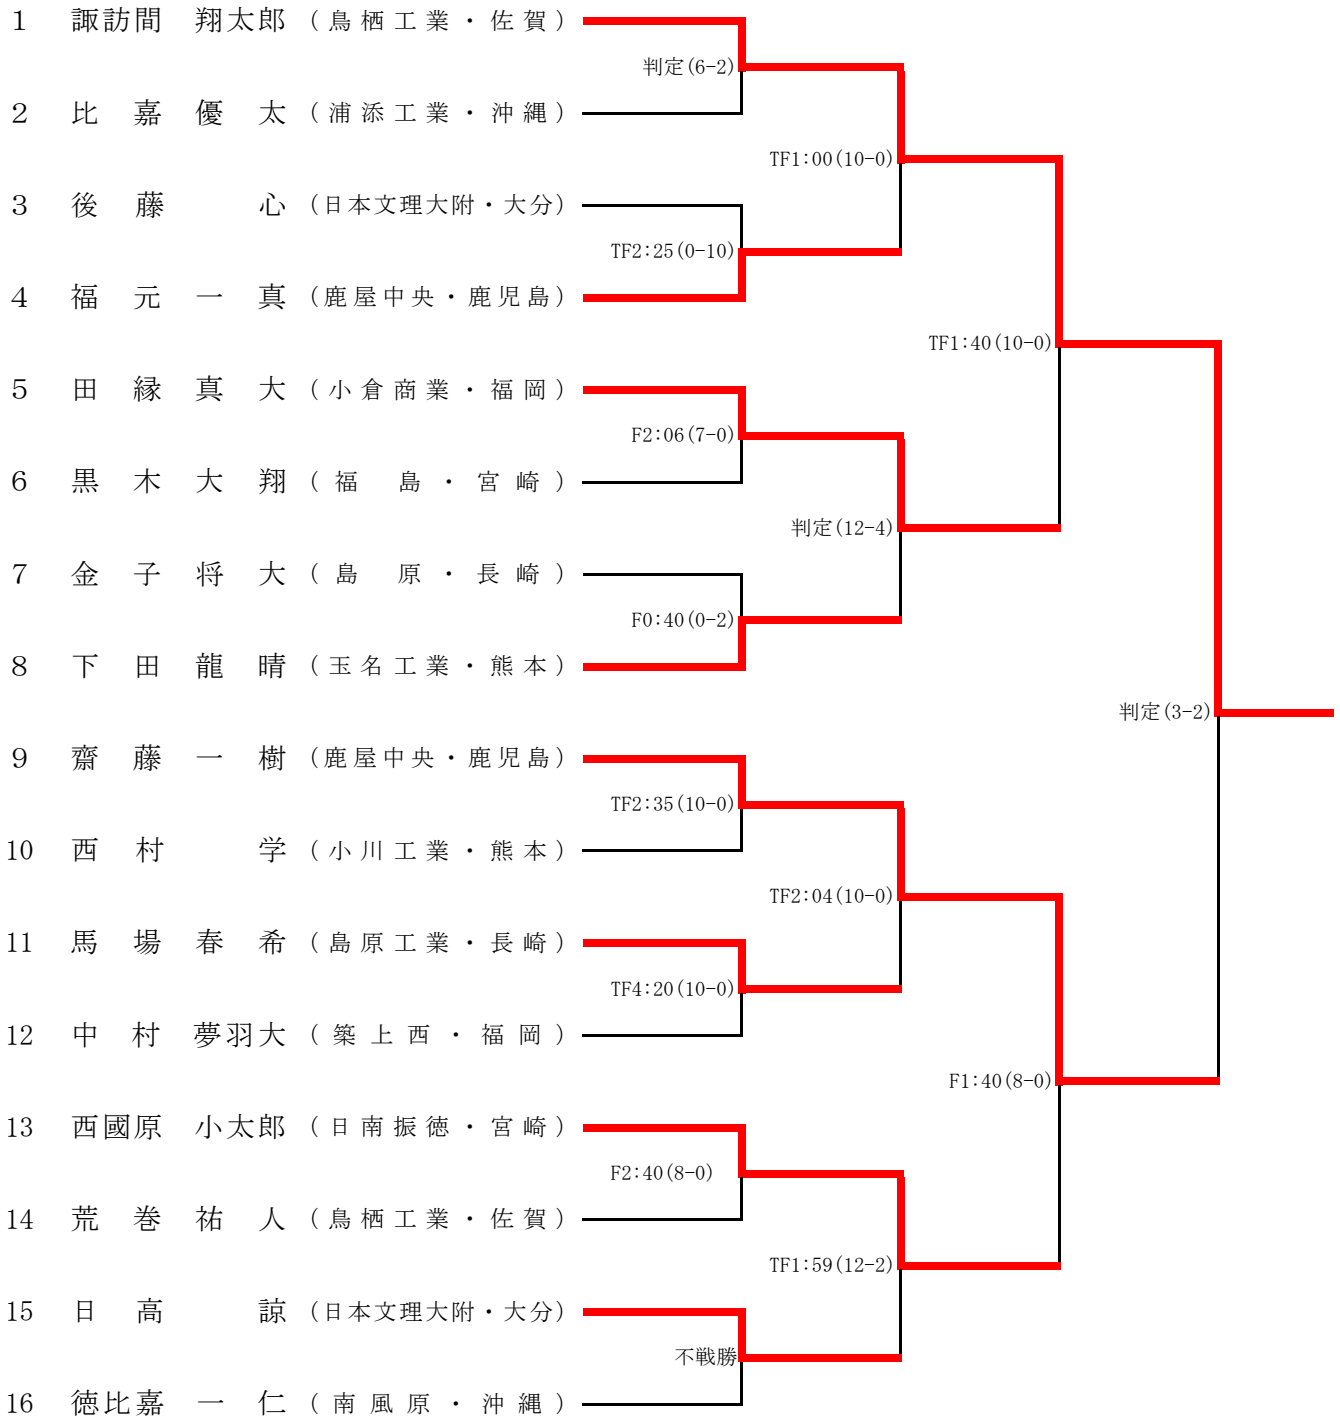 1 諏訪間 翔太郎 (鳥栖工業・佐賀)
判定(6-2)
2 比嘉優太 (浦添工業・沖縄)
TF1:00(10-0)
3 後藤 心 (日本文理大附・大分)
TF2:25(0-10)
4 福元一真 (鹿屋中央・鹿児島)
TF1:40(10-0)
5 田縁真大 (小倉商業・福岡)
F2:06(7-0)
6 黒木大翔 (福島・宮崎)
判定(12-4)
7 金子将大 (島原・長崎)
F0:40(0-2)
8 下田龍晴 (玉名工業・熊本)
判定(3-2)
9 齋藤一樹 (鹿屋中央・鹿児島)
TF2:35(10-0)
10 西村 学 (小川工業・熊本)
TF2:04(10-0)
11 馬場春希 (島原工業・長崎)
TF4:20(10-0)
12 中村 夢羽大 (築上西・福岡)
F1:40(8-0)
13 西國原 小太郎 (日南振徳・宮崎)
F2:40(8-0)
14 荒巻祐人 (鳥栖工業・佐賀)
TF1:59(12-2)
15 日高 諒 (日本文理大附・大分)
不戦勝
16 徳比嘉 一仁 (南風原・沖縄)